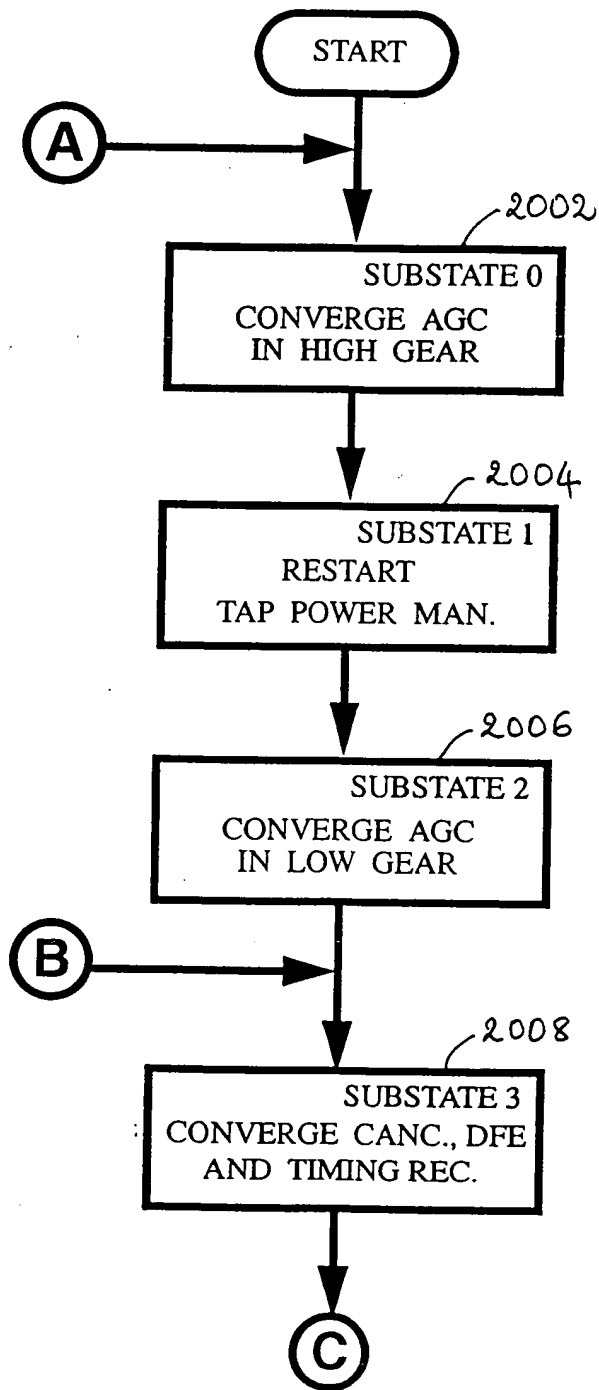 START
A
2002
SUBSTATE 0
CONVERGE AGC
IN HIGH GEAR
2004
SUBSTATE 1
RESTART
TAP POWER MAN.
2006
SUBSTATE 2
CONVERGE AGC
IN LOW GEAR
B
2008
SUBSTATE 3
CONVERGE CANC., DFE
AND TIMING REC.
C